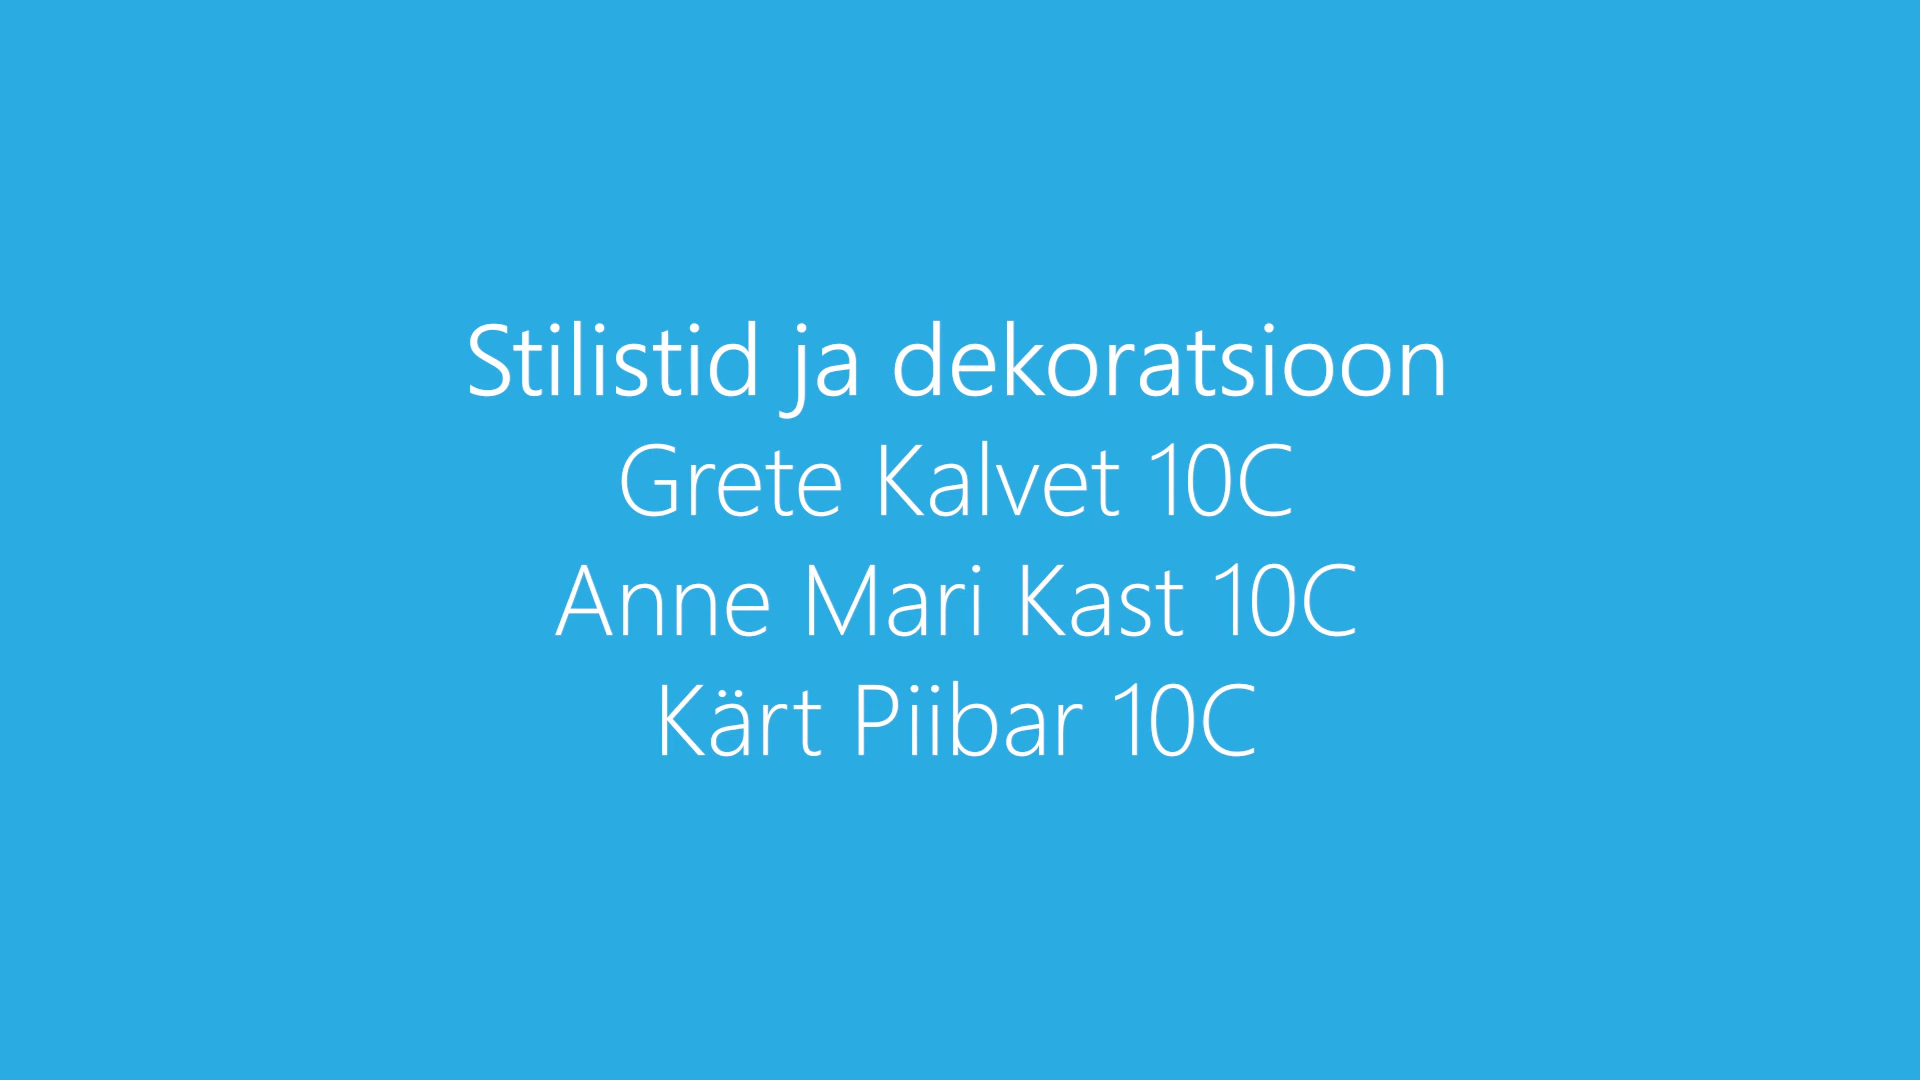 Stilistid ja dekoratsioon
Grete Kalvet 10C
Anne Mari Kast 10C
Kärt Piibar 10C